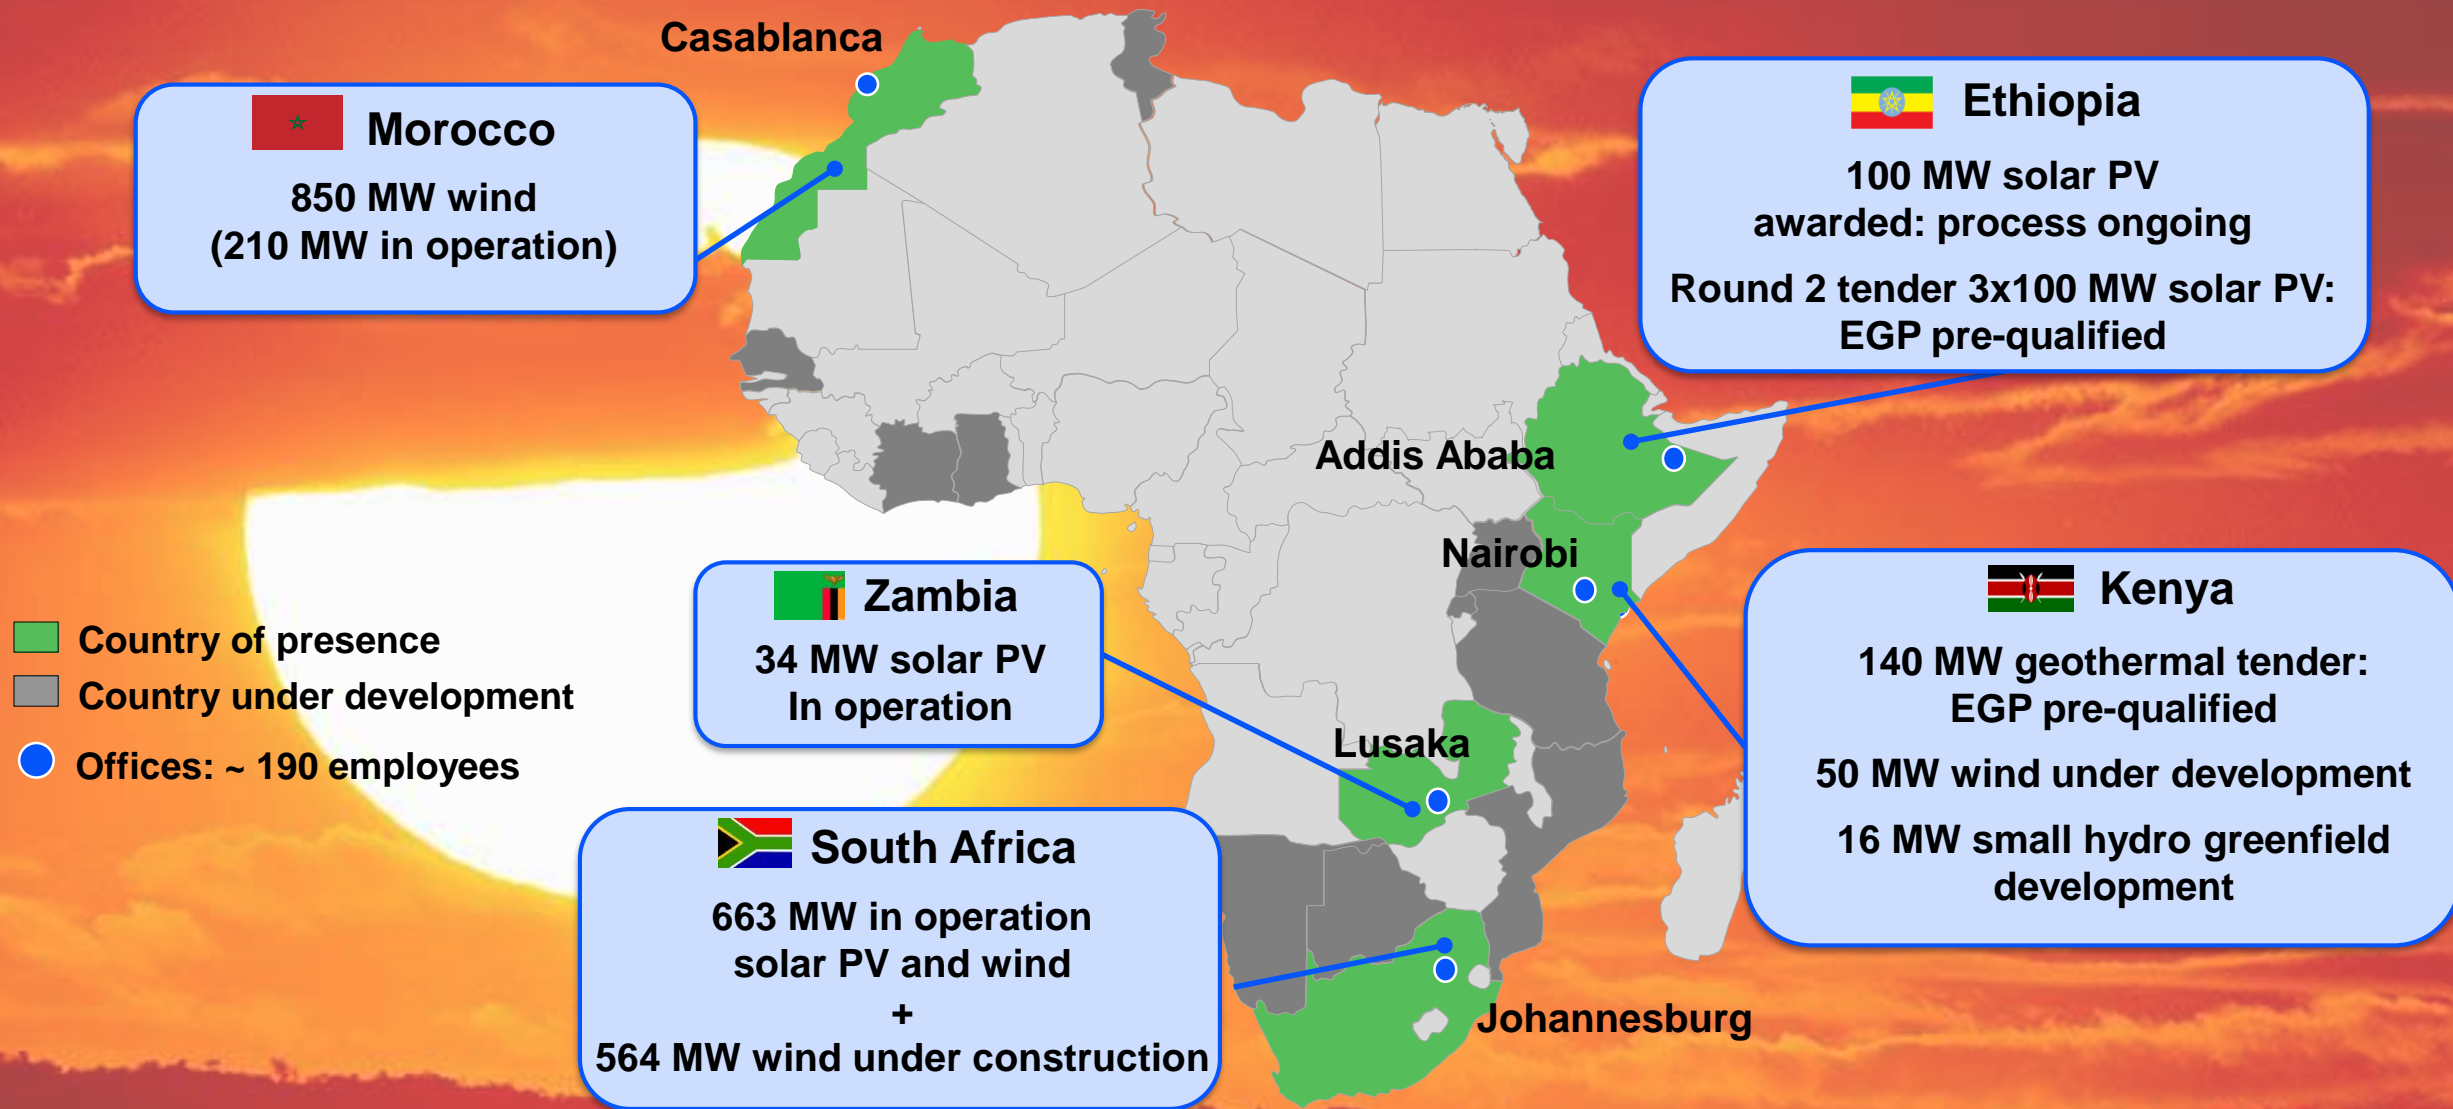 Casablanca
Morocco
850 MW wind
(210 MW in operation)
Ethiopia
100 MW solar PV
awarded: process ongoing
Round 2 tender 3x100 MW solar PV:
EGP pre-qualified
Addis Ababa
Nairobi
Zambia
34 MW solar PV
In operation
Kenya
140 MW geothermal tender:
EGP pre-qualified
50 MW wind under development
16 MW small hydro greenfield
development
Country of presence
Country under development
Offices: ~ 190 employees
Lusaka
South Africa
663 MW in operation
solar PV and wind
+
564 MW wind under construction
Johannesburg